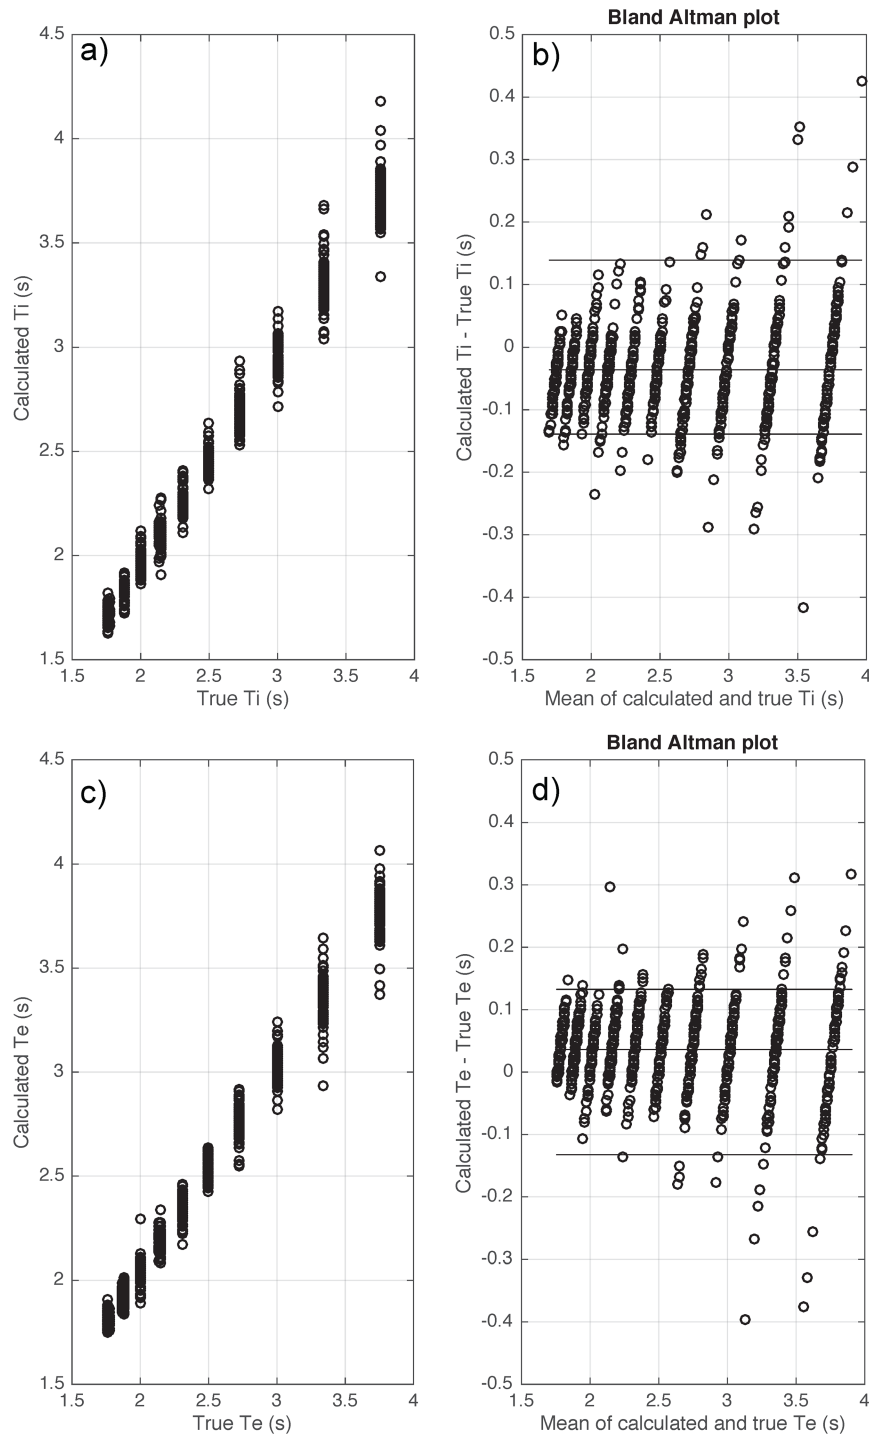 a)
4.5
4
3.5
3
2.5
2
1.5
Calculated Ti (s)
1.5 2 2.5 3 3.5 4
True Ti (s)
Bland Altman plot
b)
0.5
0.4
0.3
0.2
0.1
0
-0.1
-0.2
-0.3
-0.4
-0.5
Calculated Ti - True Ti (s)
1.5 2 2.5 3 3.5 4
Mean of calculated and true Ti (s)
c)
4.5
4
3.5
3
2.5
2
1.5
Calculated Te (s)
1.5 2 2.5 3 3.5 4
True Te (s)
Bland Altman plot
d)
0.5
0.4
0.3
0.2
0.1
0
-0.1
-0.2
-0.3
-0.4
-0.5
Calculated Te - True Te (s)
1.5 2 2.5 3 3.5 4
Mean of calculated and true Te (s)